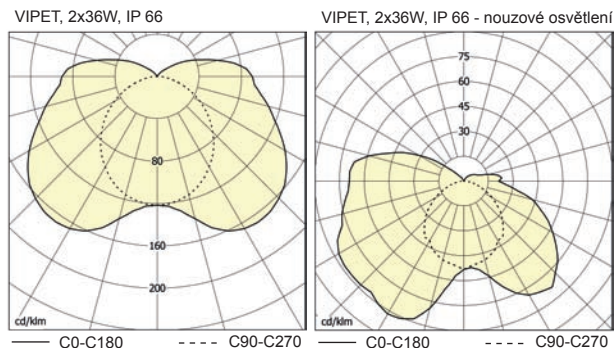 VIPET, 2x36W, IP 66
80
160
200
cd/klm
C0-C180 C90-C270
VIPET, 2x36W, IP 66 - nouzové osvětlení
75
60
45
30
cd/klm
C0-C180 C90-C270